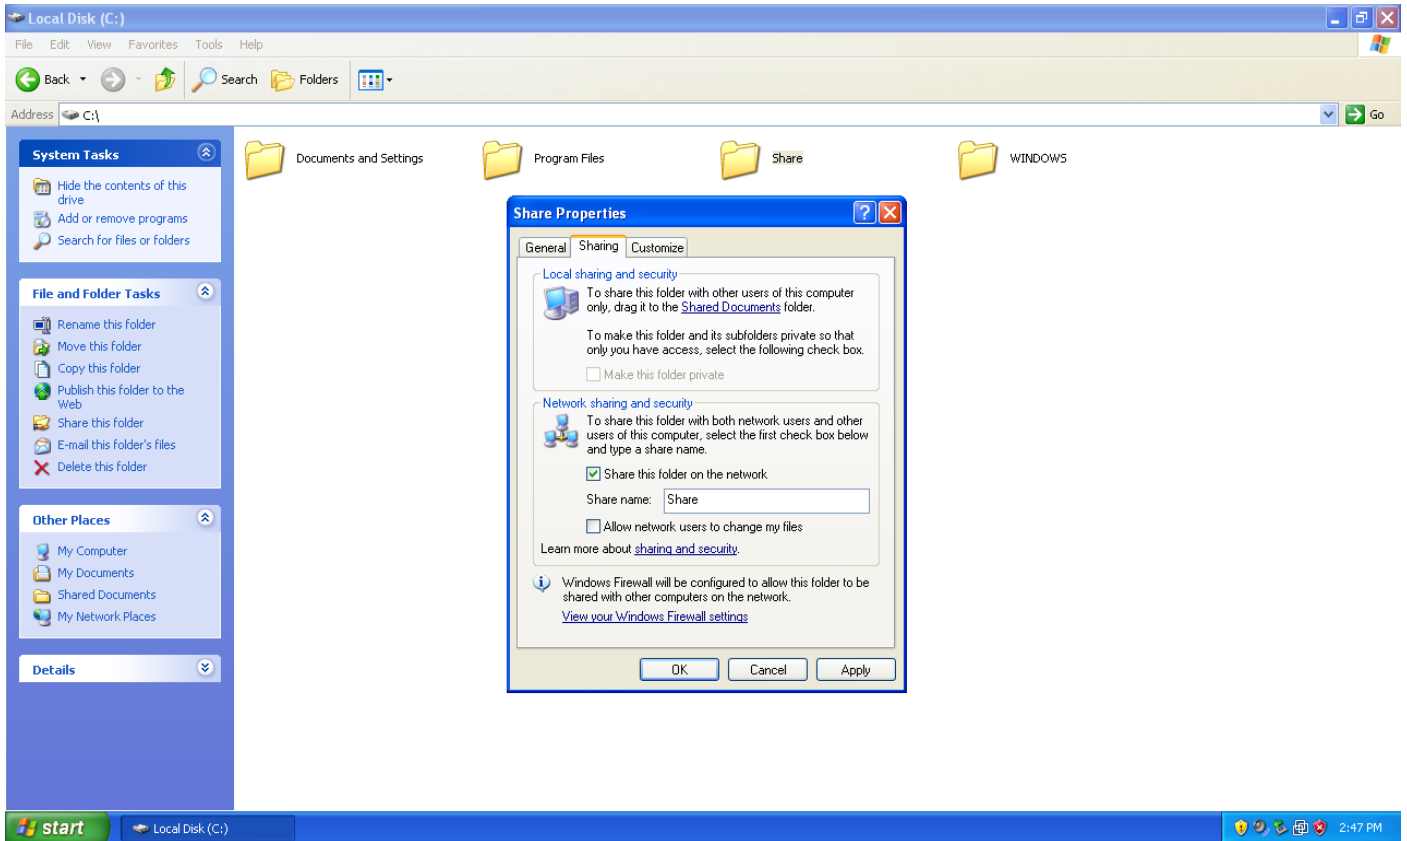 Local Disk (C:)
File Edit View Favorites Tools Help
Back Search Folders
Address C:\ Go
System Tasks
Hide the contents of this
drive
Add or remove programs
Search for files or folders
File and Folder Tasks
Rename this folder
Move this folder
Copy this folder
Publish this folder to the
Web
Share this folder
E-mail this folder's files
Delete this folder
Other Places
My Computer
My Documents
Shared Documents
My Network Places
Details
Documents and Settings Program Files Share WINDOWS
Share Properties
General Sharing Customize
Local sharing and security
To share this folder with other users of this computer
only, drag it to the Shared Documents folder.
To make this folder and its subfolders private so that
only you have access, select the following check box.
Make this folder private
Network sharing and security
To share this folder with both network users and other
users of this computer, select the first check box below
and type a share name.
Share this folder on the network
Share name: Share
Allow network users to change my files
Learn more about sharing and security.
Windows Firewall will be configured to allow this folder to be
shared with other computers on the network.
View your Windows Firewall settings
OK Cancel Apply
start Local Disk (C:) 2:47 PM